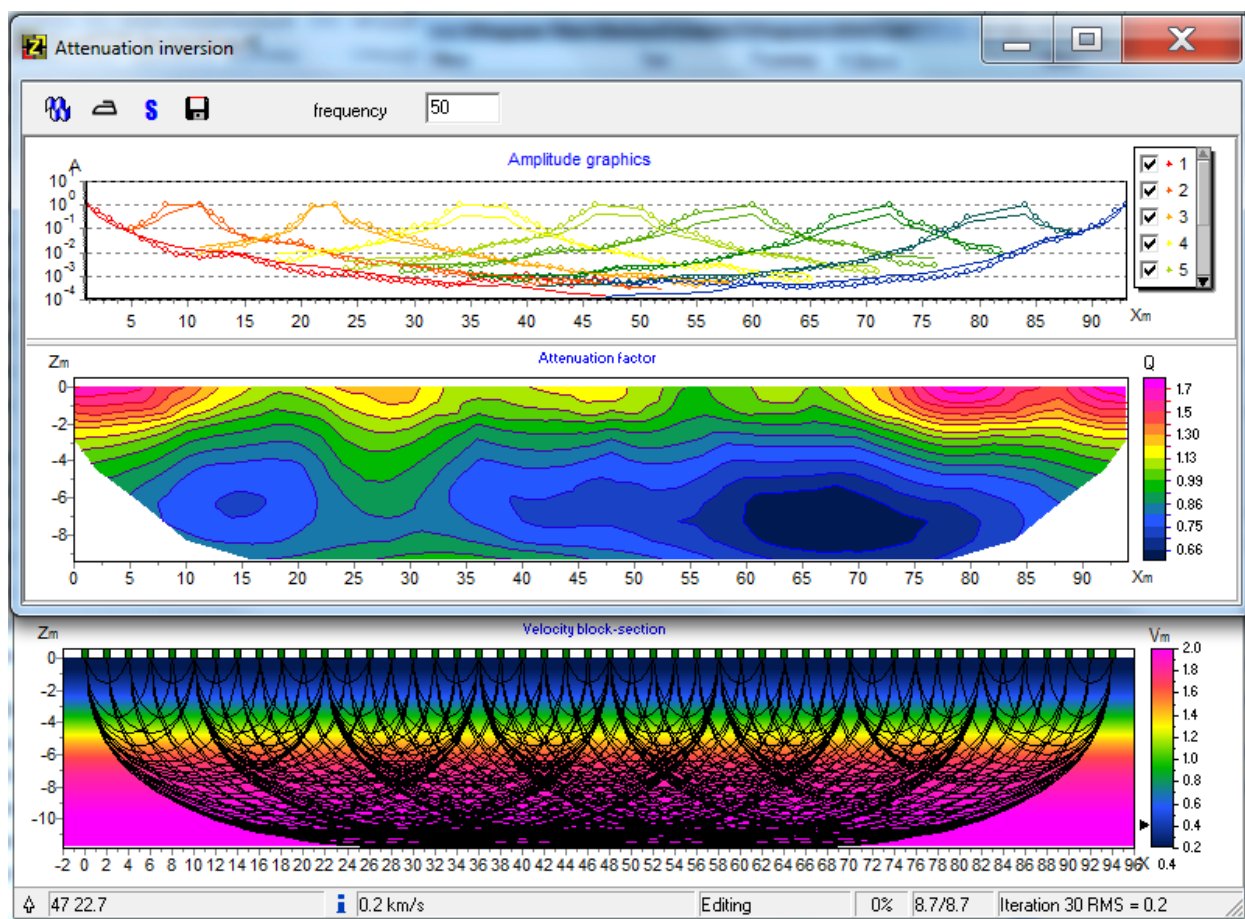 Attenuation inversion
S frequency 50
Amplitude graphics
A
10 1
10 0
10 -1
10 -2
10 -3
10 -4
5 10 15 20 25 30 35 40 45 50 55 60 65 70 75 80 85 90 Xm
1
2
3
4
5
Attenuation factor
Zm
0
-2
-4
-6
-8
0 5 10 15 20 25 30 35 40 45 50 55 60 65 70 75 80 85 90 Xm
Q
1.7
1.5
1.30
1.13
0.99
0.86
0.75
0.66
Velocity block-section
Zm
0
-2
-4
-6
-8
-10
-2 0 2 4 6 8 10 12 14 16 18 20 22 24 26 28 30 32 34 36 38 40 42 44 46 48 50 52 54 56 58 60 62 64 66 68 70 72 74 76 78 80 82 84 86 88 90 92 94 96 X
Vm
2.0
1.8
1.6
1.4
1.2
1.0
0.8
0.6
0.4
0.2
0.4
47 22.7 i 0.2 km/s Editing 0% 8.7/8.7 Iteration 30 RMS = 0.2